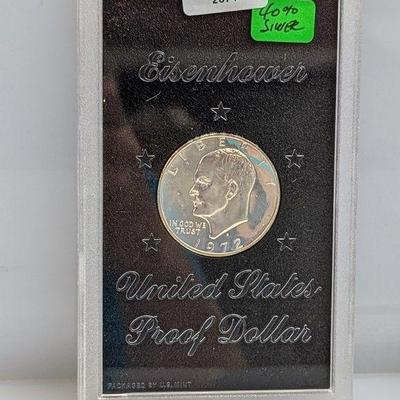 40%
SILVER
Eisenhower
LIBERTY
IN GOD WE
TRUST
1972
United States
Proof Dollar
PACKAGED BY U.S. MINT